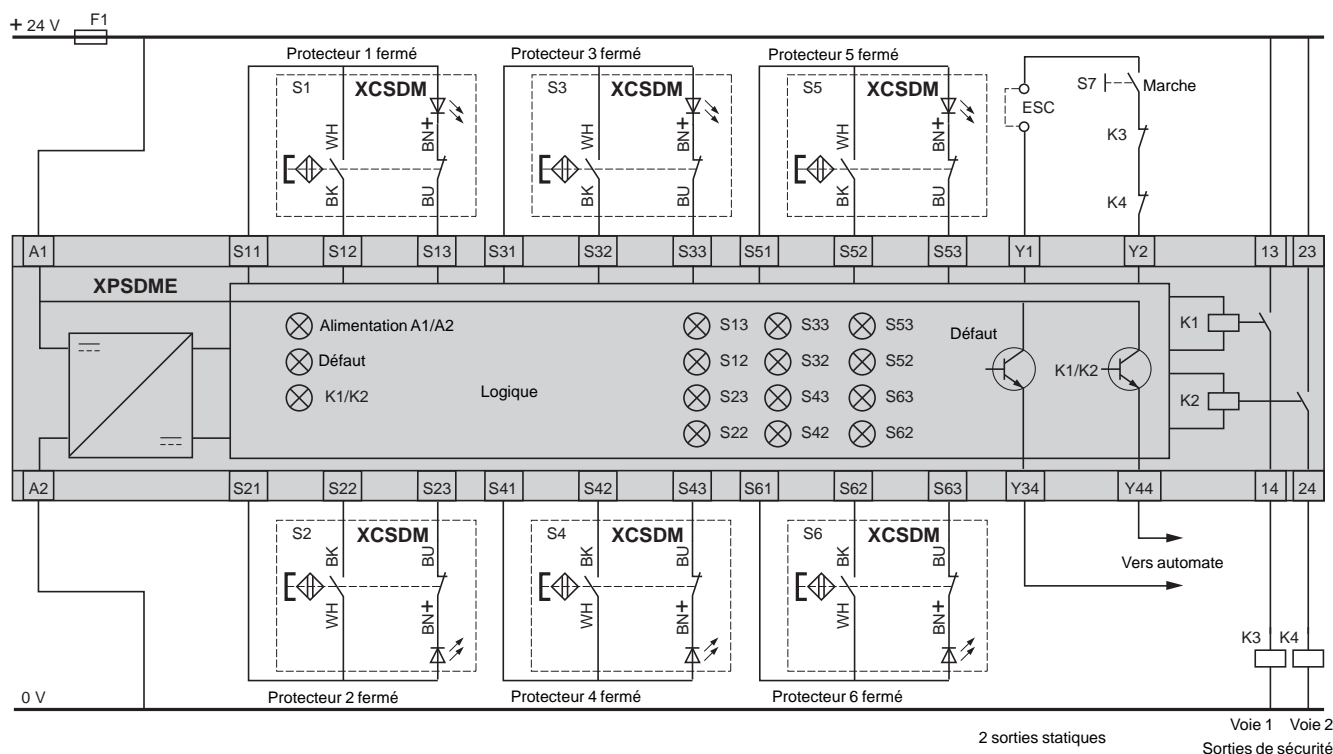 + 24 V
F1
Protecteur 1 fermé
Protecteur 3 fermé
Protecteur 5 fermé
S1
XCSDM
S3
XCSDM
S5
XCSDM
S7
Marche
ESC
WH
BN+
WH
BN+
WH
BN+
K3
BK
BU
BK
BU
BK
BU
K4
A1
S11
S12
S13
S31
S32
S33
S51
S52
S53
Y1
Y2
13
23
XPSDME
Alimentation A1/A2
S13
S33
S53
Défaut
K1
Défaut
S12
S32
S52
K1/K2
K1/K2
Logique
S23
S43
S63
K2
S22
S42
S62
A2
S21
S22
S23
S41
S42
S43
S61
S62
S63
Y34
Y44
14
24
S2
XCSDM
S4
XCSDM
S6
XCSDM
BK
BU
BK
BU
BK
BU
Vers automate
WH
BN+
WH
BN+
WH
BN+
K3
K4
0 V
Protecteur 2 fermé
Protecteur 4 fermé
Protecteur 6 fermé
Voie 1
Voie 2
2 sorties statiques
Sorties de sécurité